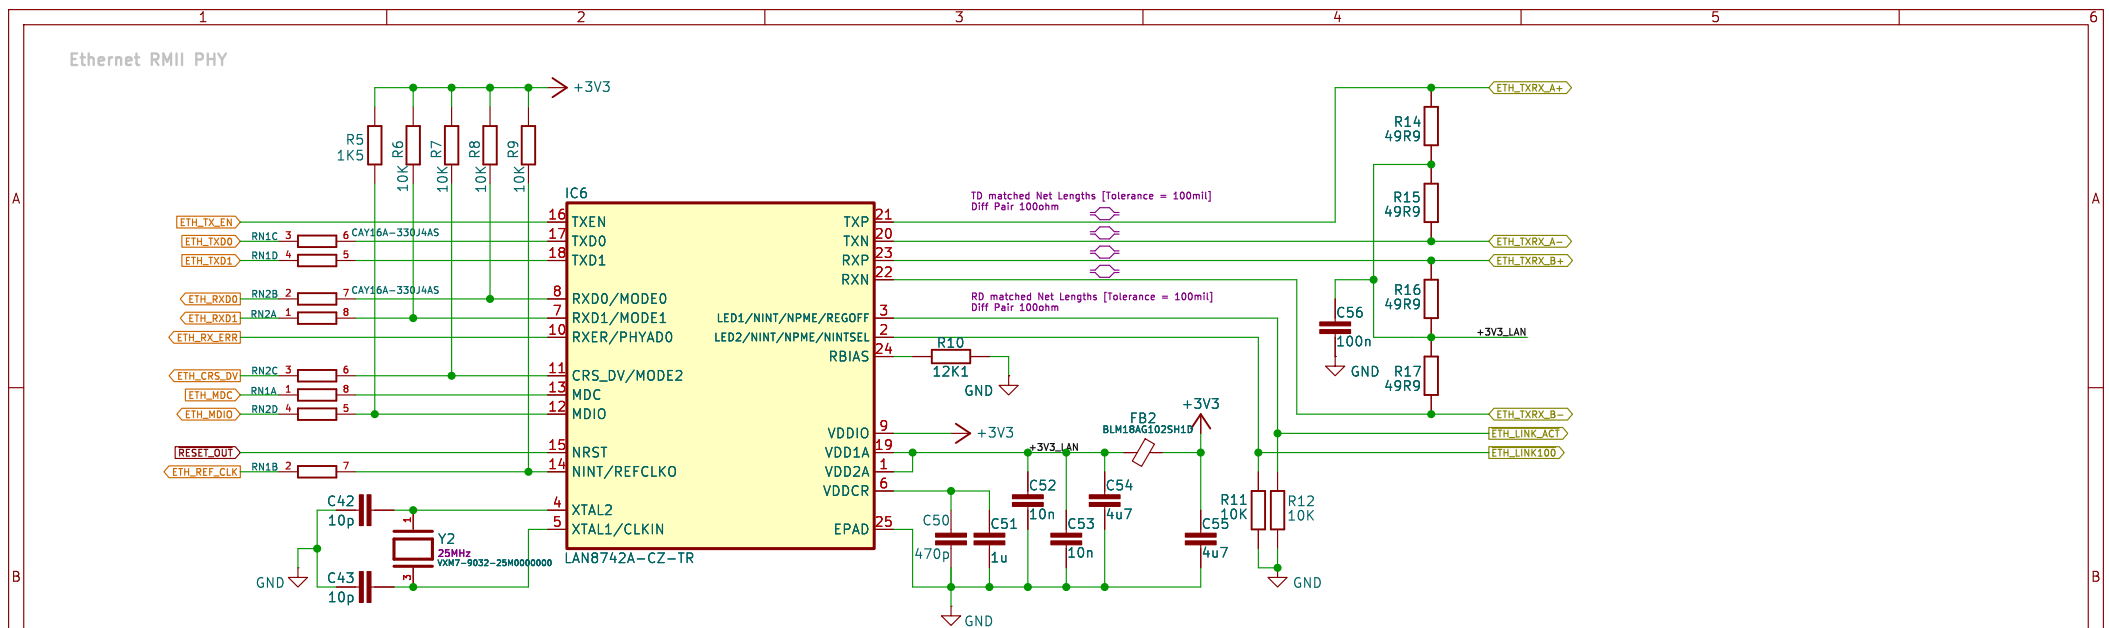 1 2 3 4 5 6
Ethernet RMII PHY
+3V3
ETH_TXRX_A+
R14
49R9
R5
1K5
R6
10K
R7
10K
R8
10K
R9
10K
A
A
IC6
TD matched Net Lengths [Tolerance = 100mil]
Diff Pair 100ohm
R15
49R9
ETH_TX_EN 16 TXEN TXP 21
ETH_TXD0 RN1C 3 6 CAY16A-330J4AS 17 TXD0 TXN 20 ETH_TXRX_A-
ETH_TXD1 RN1D 4 5 18 TXD1 RXP 23 ETH_TXRX_B+
RXN 22
ETH_RXD0 RN2B 2 7 CAY16A-330J4AS 8 RXD0/MODE0
RD matched Net Lengths [Tolerance = 100mil]
Diff Pair 100ohm
R16
49R9
ETH_RXD1 RN2A 1 8 7 RXD1/MODE1 LED1/NINT/NPME/REGOFF 3
C56
100n
GND
+3V3_LAN
ETH_RX_ERR 10 RXER/PHYAD0 LED2/NINT/NPME/NINTSEL 2
RBIAS 24
R10
12K1
GND
R17
49R9
ETH_CRS_DV RN2C 3 6 11 CRS_DV/MODE2
ETH_MDC RN1A 1 8 13 MDC
ETH_MDIO RN2D 4 5 12 MDIO
ETH_TXRX_B-
VDDIO 9 +3V3
FB2
BLM18AG102SH1D
+3V3
ETH_LINK_ACT
RESET_OUT 15 NRST VDD1A 19 +3V3_LAN
ETH_LINK100
ETH_REF_CLK RN1B 2 7 14 NINT/REFCLKO VDD2A 1
VDDCR 6
C42
10p
4 XTAL2
5 XTAL1/CLKIN EPAD 25
1
Y2
25MHz
VXM7-9032-25M0000000
3
C43
10p
GND
LAN8742A-CZ-TR
C50
470p
C51
1u
C52
10n
C53
10n
C54
4u7
C55
4u7
R11
10K
R12
10K
GND
GND
B
B